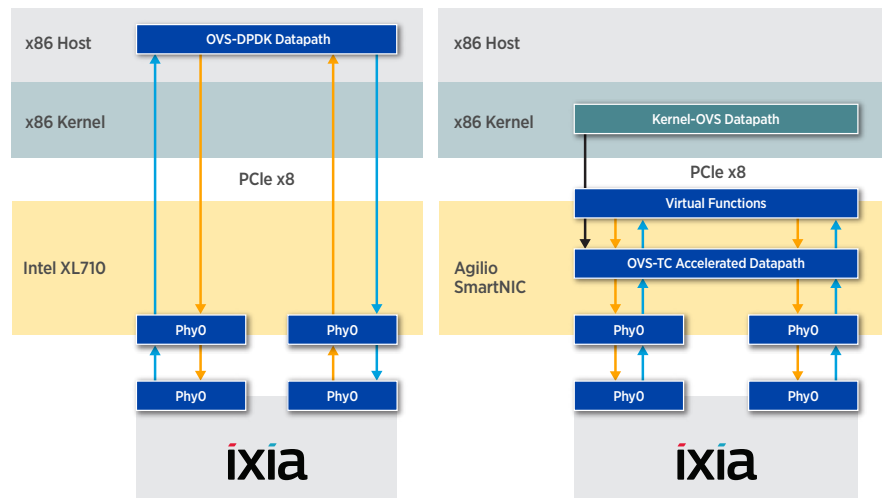 x86 Host
OVS-DPDK Datapath
x86 Kernel
PCIe x8
Intel XL710
Phy0
Phy0
Phy0
Phy0
ixia
x86 Host
x86 Kernel
Kernel-OVS Datapath
PCIe x8
Virtual Functions
Agilio
SmartNIC
OVS-TC Accelerated Datapath
Phy0
Phy0
Phy0
Phy0
ixia